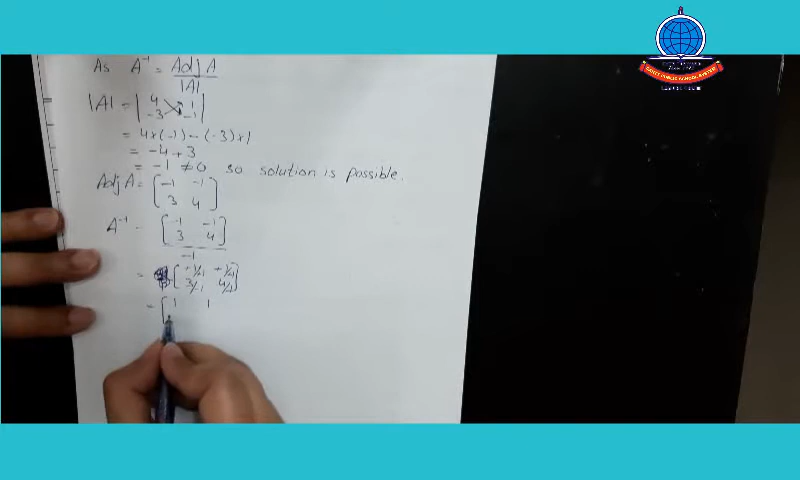 As A⁻¹ = Adj A / |A|
|A| = | 4 1 |
| -3 -1 |
= 4×(-1) - (-3)×1
= -4 + 3
= -1 ≠ 0 so solution is possible.
Adj A = [ -1 -1
3 4 ]
A⁻¹ = [ -1 -1
3 4 ]
-1
= [ +1/+1 +1/+1
3/-1 4/-1 ]
= [ 1 1